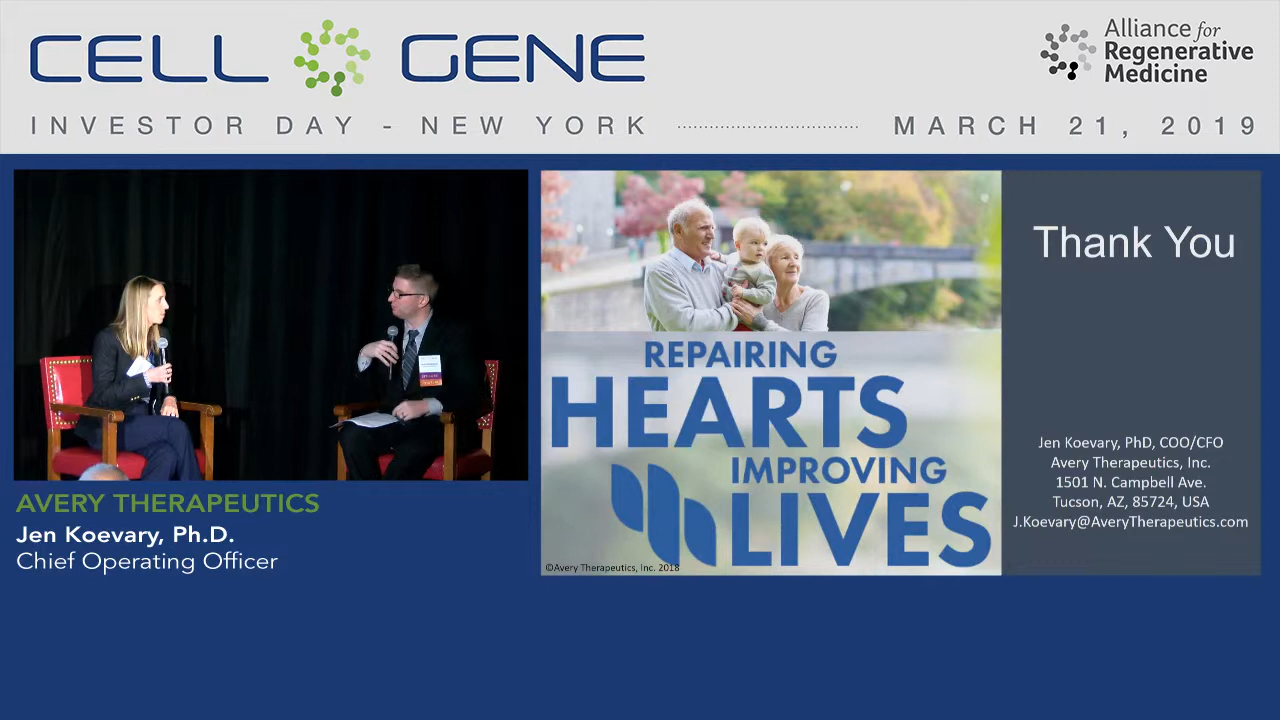 CELL GENE
Alliance for
Regenerative
Medicine
INVESTOR DAY - NEW YORK
MARCH 21, 2019
AVERY THERAPEUTICS
Jen Koevary, Ph.D.
Chief Operating Officer
REPAIRING
HEARTS
IMPROVING
LIVES
©Avery Therapeutics, Inc. 2018
Thank You
Jen Koevary, PhD, COO/CFO
Avery Therapeutics, Inc.
1501 N. Campbell Ave.
Tucson, AZ, 85724, USA
J.Koevary@AveryTherapeutics.com